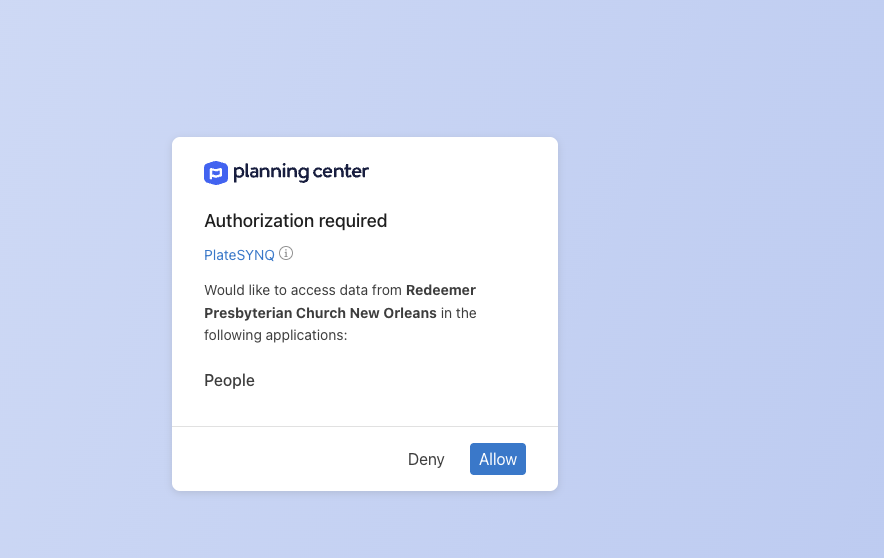 planning center
Authorization required
PlateSYNQ
Would like to access data from Redeemer
Presbyterian Church New Orleans in the
following applications:
People
Deny Allow